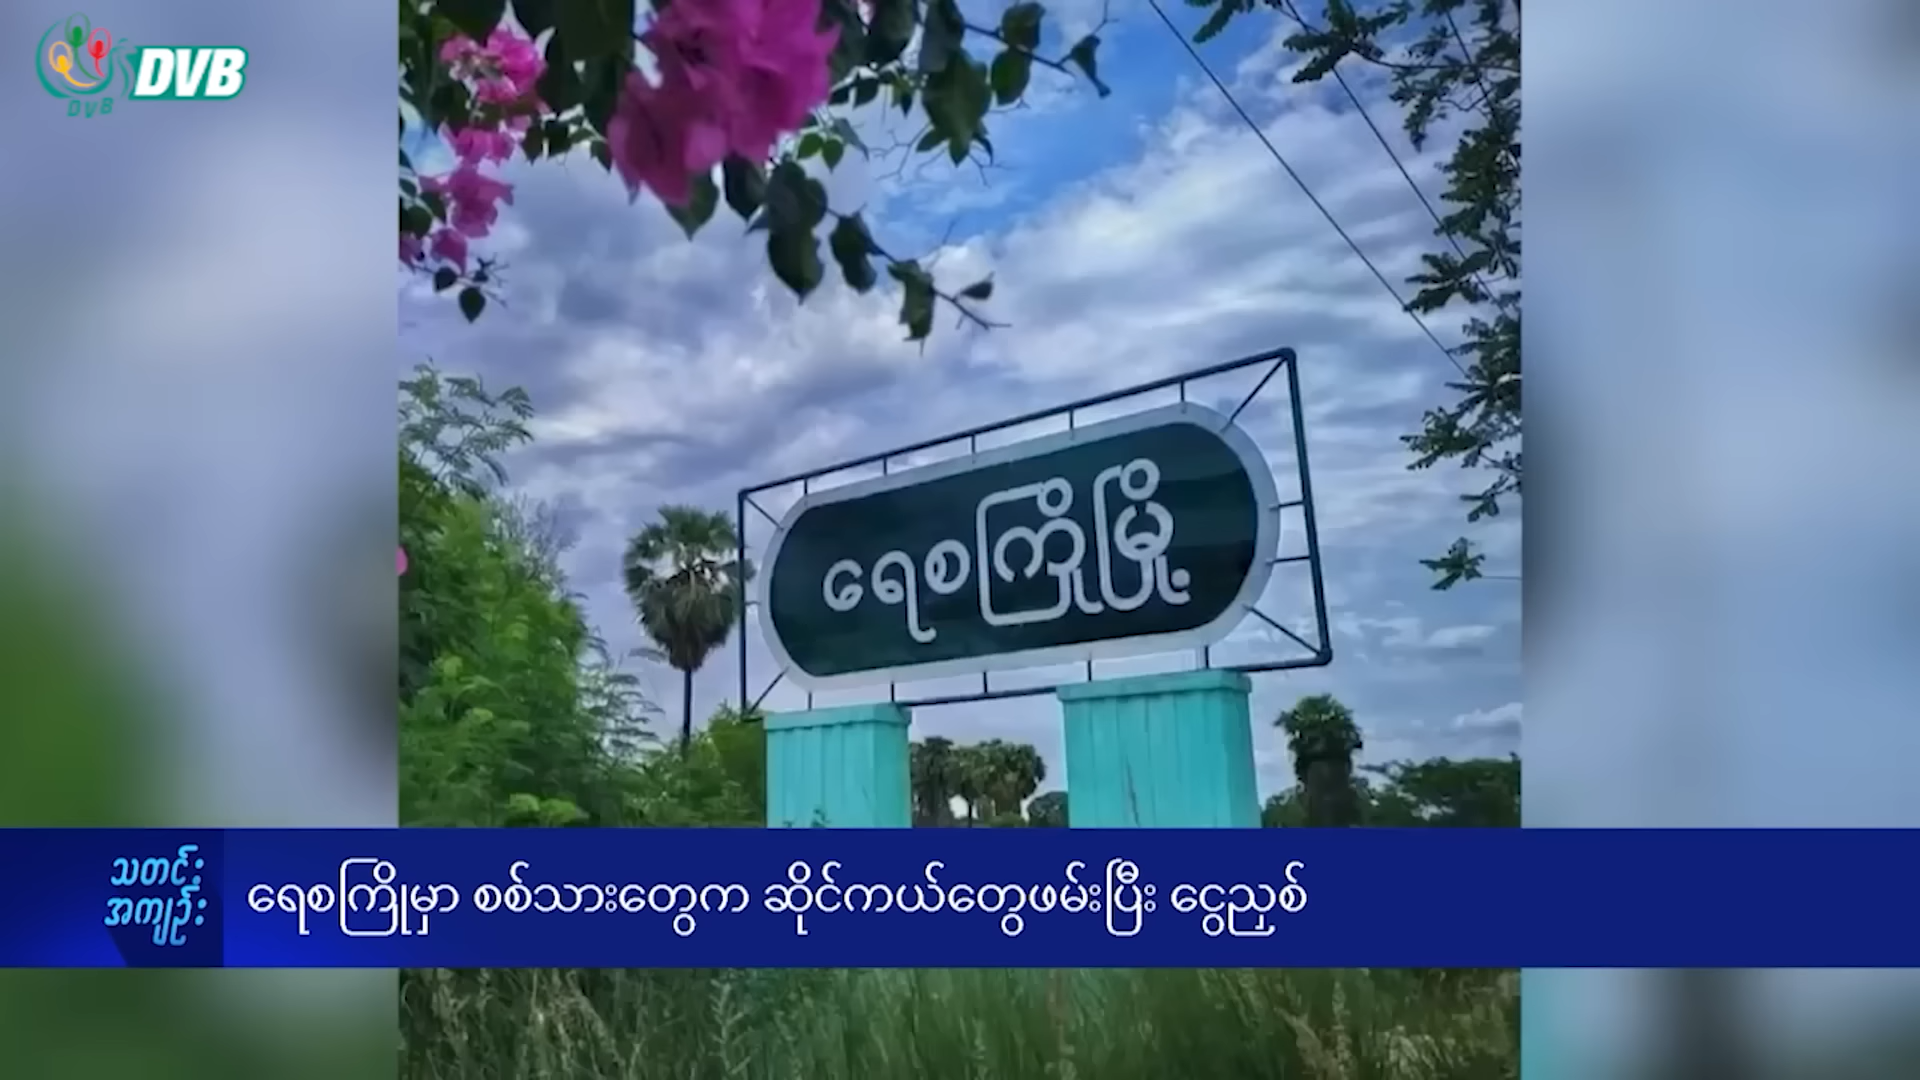 DVB
DVB
ရေစကြိုမြို့
သတင်း
အကျဉ်း
ရေစကြိုမှာ စစ်သားတွေက ဆိုင်ကယ်တွေဖမ်းပြီး ငွေညှစ်